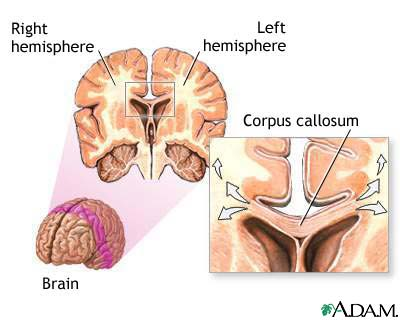 Right
hemisphere
Left
hemisphere
Corpus callosum
Brain
A.D.A.M.